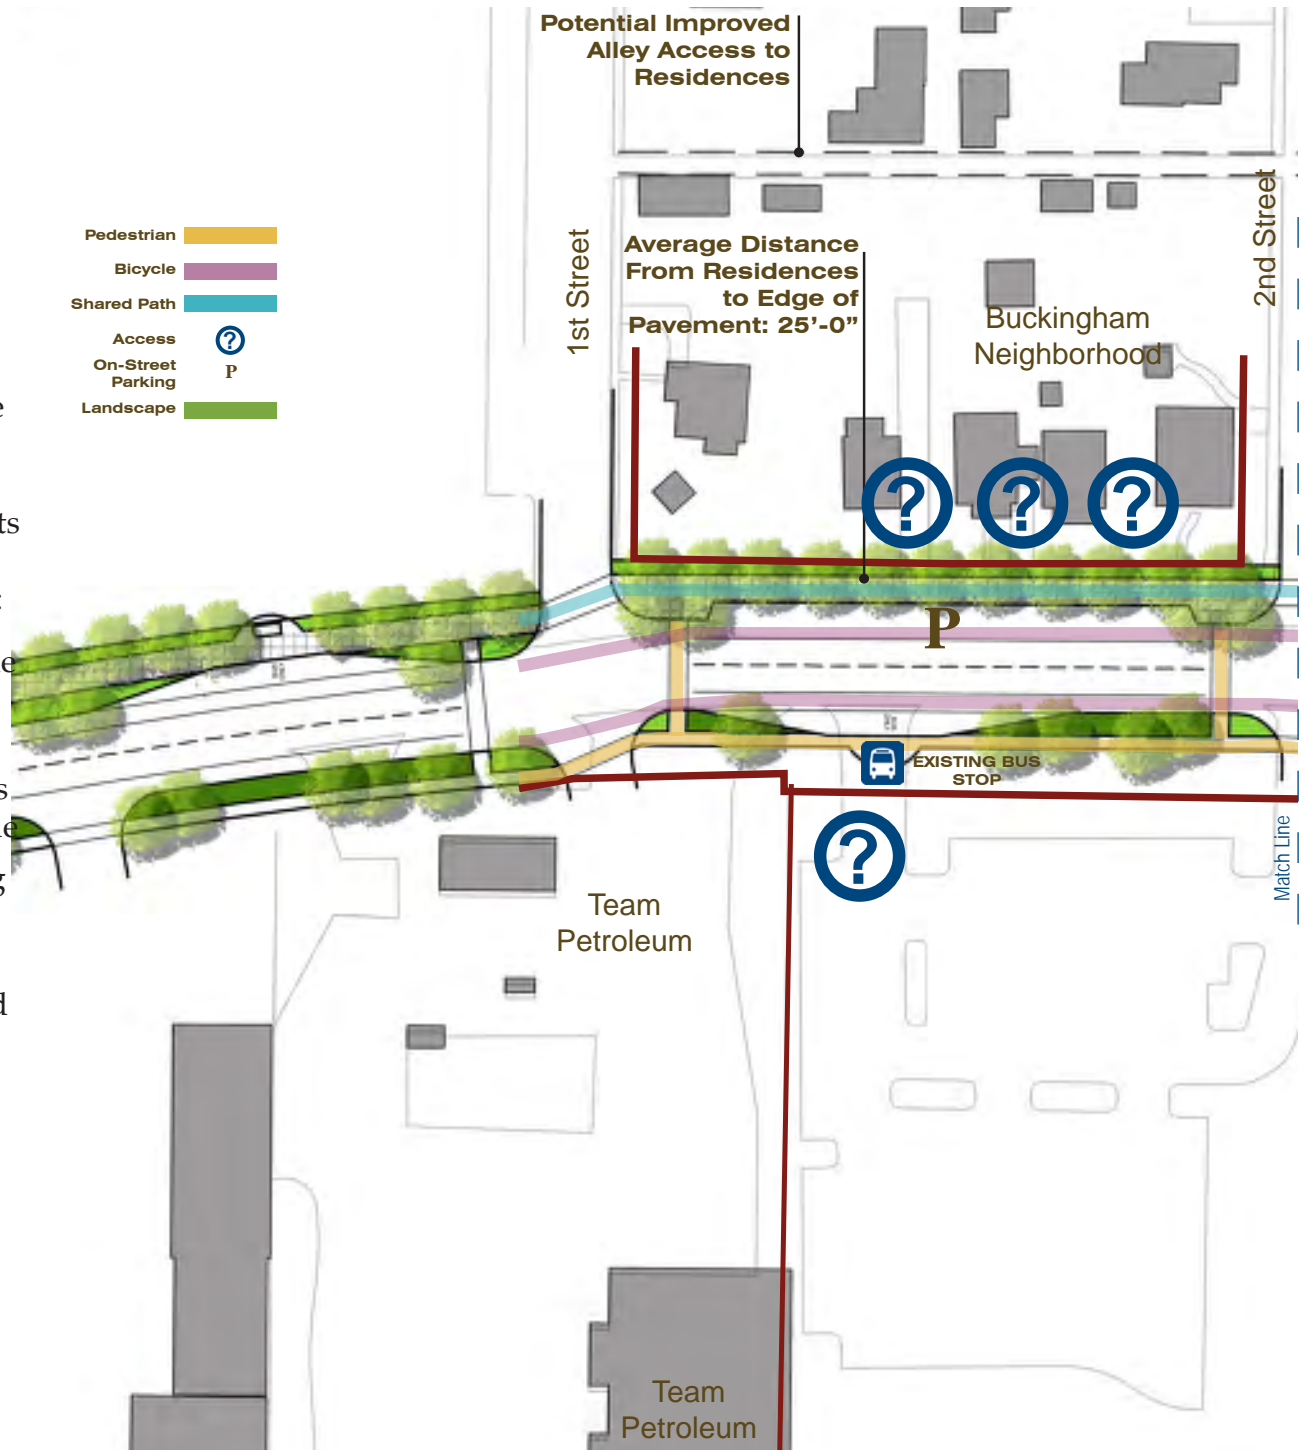 Potential Improved
Alley Access to
Residences
Pedestrian
Bicycle
Shared Path
Access
?
On-Street
Parking
P
Landscape
1st Street
2nd Street
Average Distance
From Residences
to Edge of
Pavement: 25’-0”
Buckingham
Neighborhood
? ? ?
P
EXISTING BUS
STOP
?
Match Line
Team
Petroleum
Team
Petroleum
e
ts
e
s
g
d